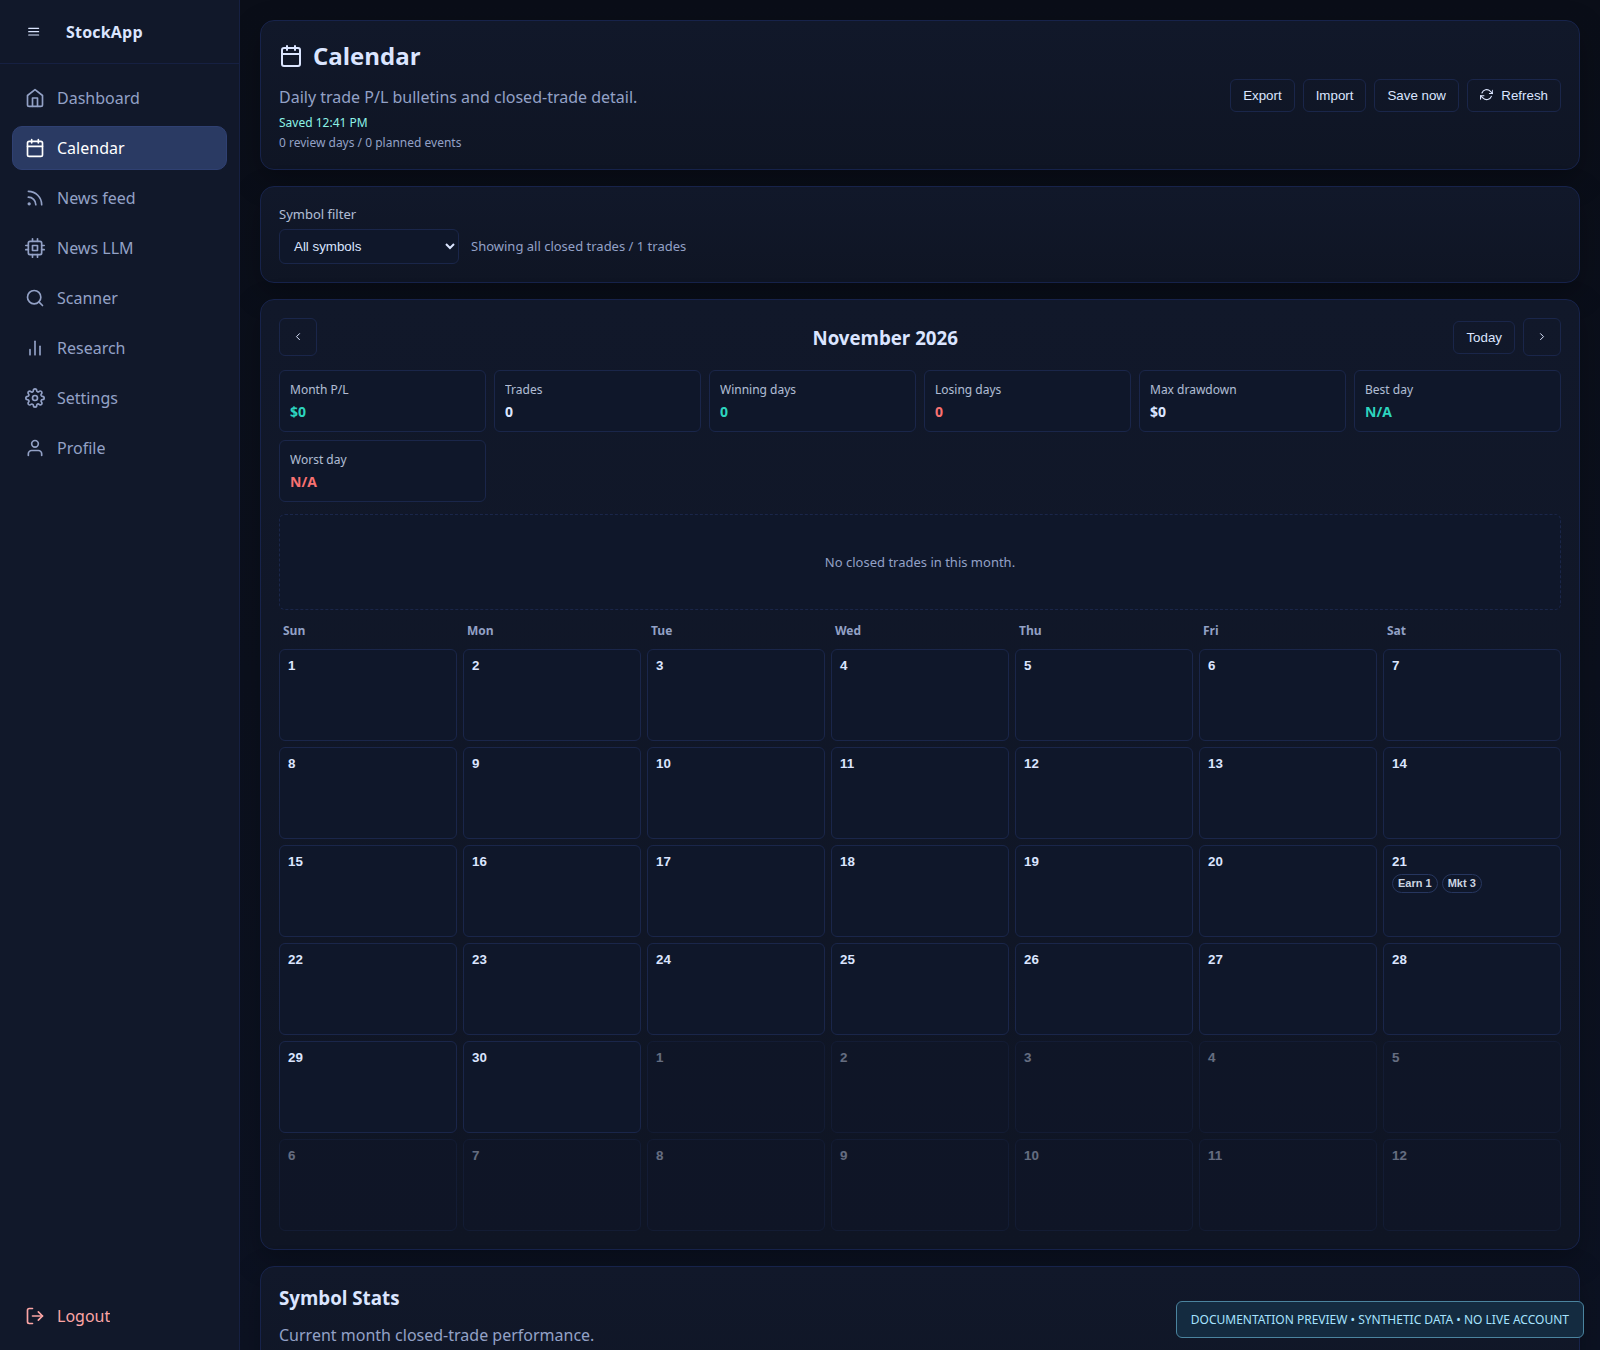 StockApp
Dashboard
Calendar
News feed
News LLM
Scanner
Research
Settings
Profile
Logout
Calendar
Daily trade P/L bulletins and closed-trade detail.
Saved 12:41 PM
0 review days / 0 planned events
Export Import Save now Refresh
Symbol filter
All symbols Showing all closed trades / 1 trades
November 2026 Today
Month P/L Trades Winning days Losing days Max drawdown Best day
$0 0 0 0 $0 N/A
Worst day
N/A
No closed trades in this month.
Sun Mon Tue Wed Thu Fri Sat
1 2 3 4 5 6 7
8 9 10 11 12 13 14
15 16 17 18 19 20 21
Earn 1 Mkt 3
22 23 24 25 26 27 28
29 30 1 2 3 4 5
6 7 8 9 10 11 12
Symbol Stats
Current month closed-trade performance.
DOCUMENTATION PREVIEW • SYNTHETIC DATA • NO LIVE ACCOUNT